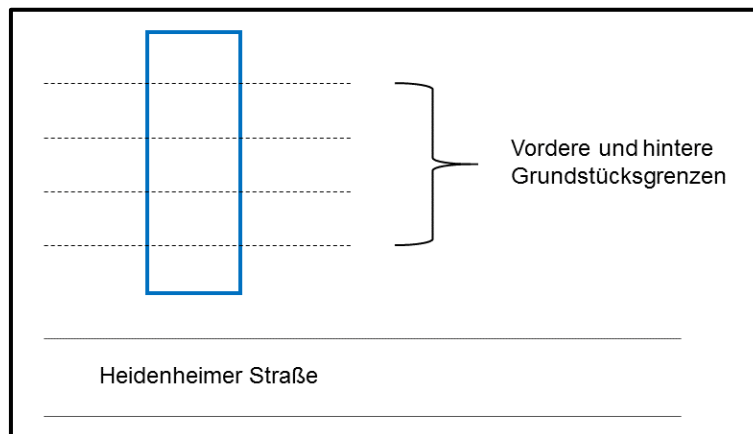 Vordere und hintere
Grundstücksgrenzen
Heidenheimer Straße